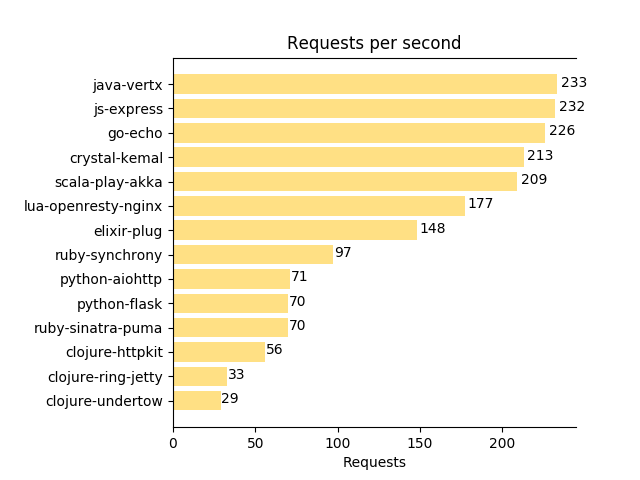 Requests per second
java-vertx 233
js-express 232
go-echo 226
crystal-kemal 213
scala-play-akka 209
lua-openresty-nginx 177
elixir-plug 148
ruby-synchrony 97
python-aiohttp 71
python-flask 70
ruby-sinatra-puma 70
clojure-httpkit 56
clojure-ring-jetty 33
clojure-undertow 29
0 50 100 150 200
Requests